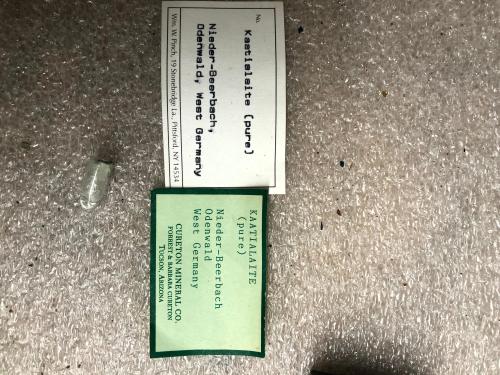 No.
Kaatialaite (pure)
Nieder-Beerbach,
Odenwald, West Germany
Wm. W. Pinch, 19 Stonebridge La., Pittsford, NY 14534
KAATIALAITE
(pure)
Nieder-Beerbach
Odenwald
West Germany
CURETON MINERAL CO.
FORREST & BARBARA CURETON
TUCSON, ARIZONA